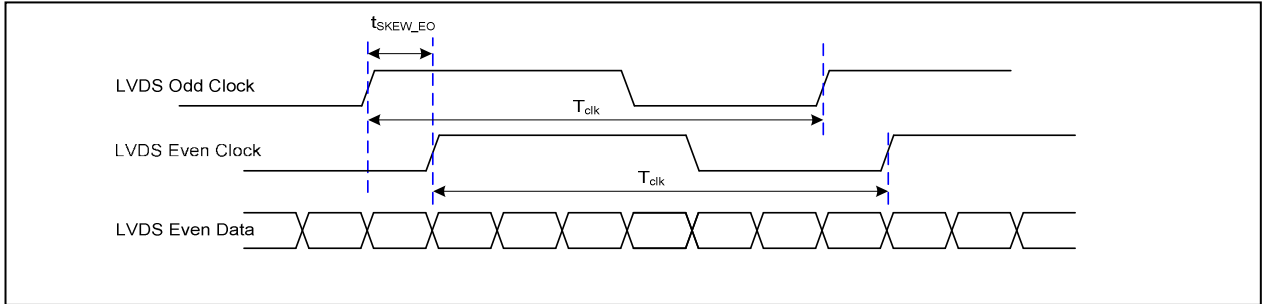 tSKEW_EO
LVDS Odd Clock
Tclk
LVDS Even Clock
Tclk
LVDS Even Data